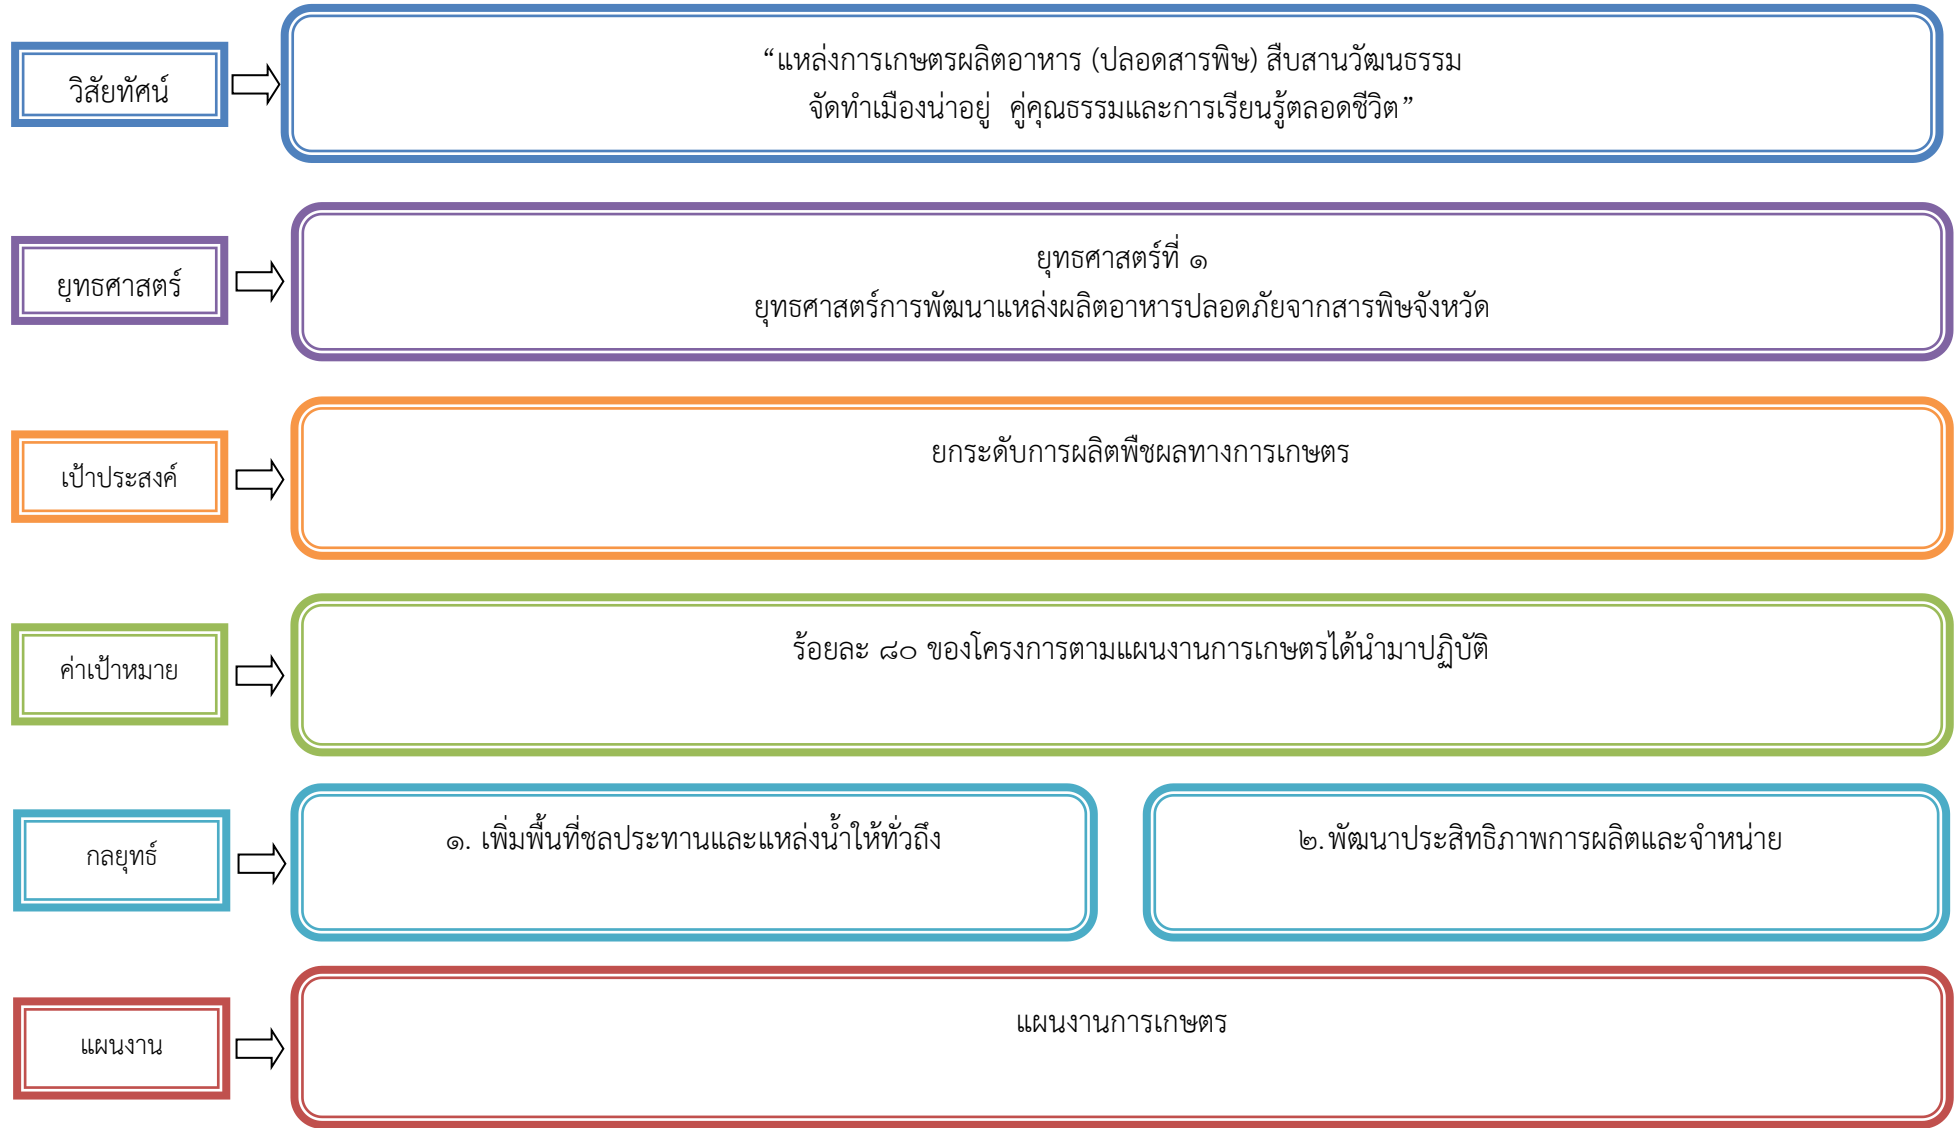 วิสัยทัศน์
“แหล่งการเกษตรผลิตอาหาร (ปลอดสารพิษ) สืบสานวัฒนธรรม
จัดทำเมืองน่าอยู่ คู่คุณธรรมและการเรียนรู้ตลอดชีวิต”
ยุทธศาสตร์
ยุทธศาสตร์ที่ ๑
ยุทธศาสตร์การพัฒนาแหล่งผลิตอาหารปลอดภัยจากสารพิษจังหวัด
เป้าประสงค์
ยกระดับการผลิตพืชผลทางการเกษตร
ค่าเป้าหมาย
ร้อยละ ๘๐ ของโครงการตามแผนงานการเกษตรได้นำมาปฏิบัติ
กลยุทธ์
๑. เพิ่มพื้นที่ชลประทานและแหล่งน้ำให้ทั่วถึง
๒.พัฒนาประสิทธิภาพการผลิตและจำหน่าย
แผนงาน
แผนงานการเกษตร